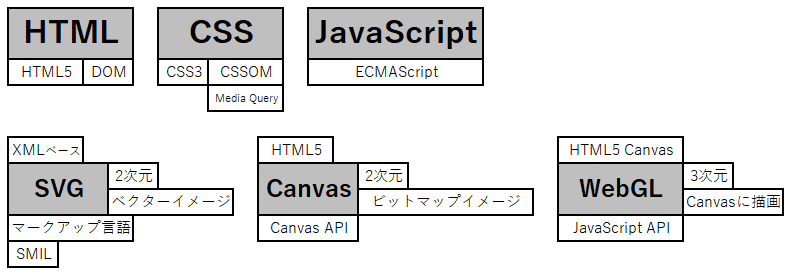 HTML
HTML5 DOM
CSS
CSS3 CSSOM
Media Query
JavaScript
ECMAScript
XMLベース
SVG
2次元
ベクターイメージ
マークアップ言語
SMIL
HTML5
Canvas
2次元
ビットマップイメージ
Canvas API
HTML5 Canvas
WebGL
3次元
Canvasに描画
JavaScript API